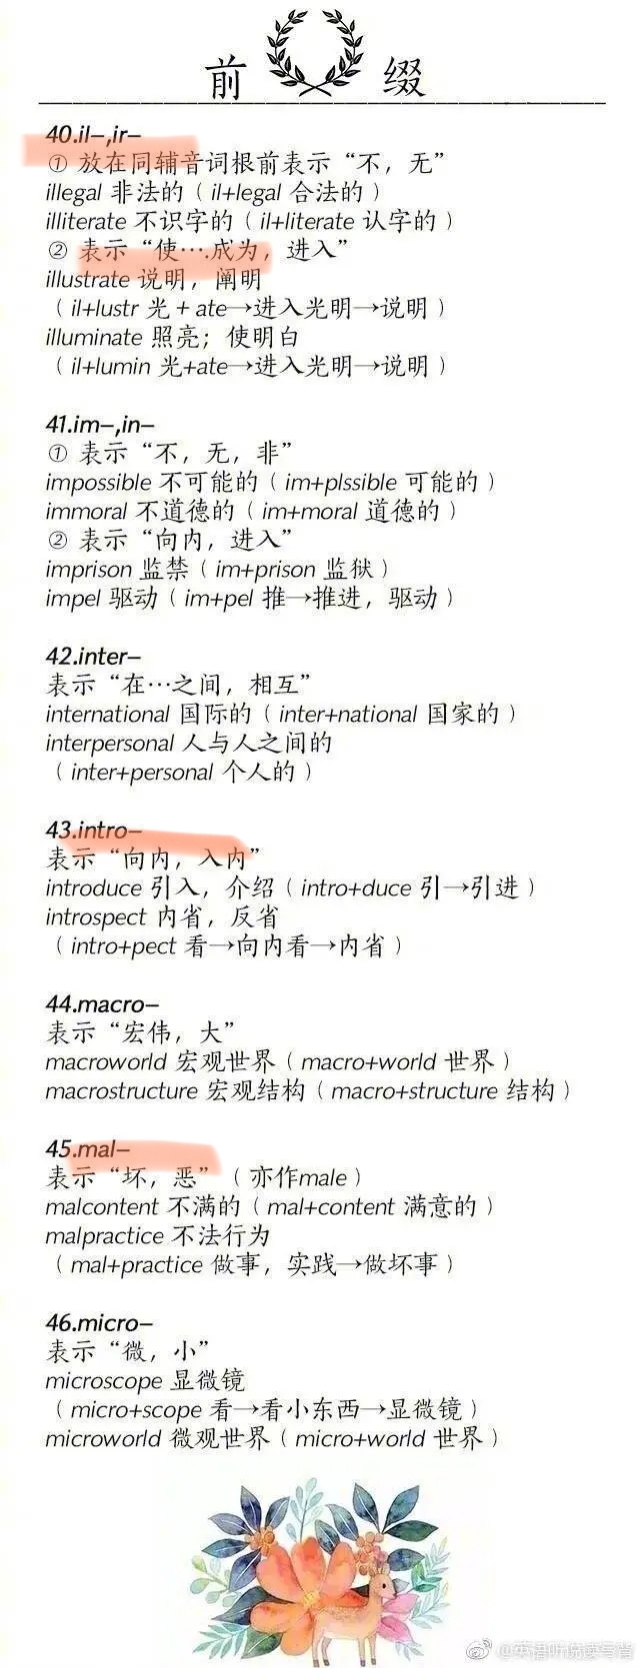 前 缀
40.il-,ir-
① 放在同辅音词根前表示“不，无”
illegal 非法的（il+legal 合法的）
illiterate 不识字的（il+literate 认字的）
② 表示“使….成为，进入”
illustrate 说明，阐明
（il+lustr 光 + ate→进入光明→说明）
illuminate 照亮；使明白
（il+lumin 光+ate→进入光明→说明）
41.im-,in-
① 表示“不，无，非”
impossible 不可能的（im+plssible 可能的）
immoral 不道德的（im+moral 道德的）
② 表示“向内，进入”
imprison 监禁（im+prison 监狱）
impel 驱动（im+pel 推→推进，驱动）
42.inter-
表示“在…之间，相互”
international 国际的（inter+national 国家的）
interpersonal 人与人之间的
（inter+personal 个人的）
43.intro-
表示“向内，入内”
introduce 引入，介绍（intro+duce 引→引进）
introspect 内省，反省
（intro+pect 看→向内看→内省）
44.macro-
表示“宏伟，大”
macroworld 宏观世界（macro+world 世界）
macrostructure 宏观结构（macro+structure 结构）
45.mal-
表示“坏，恶”（亦作male）
malcontent 不满的（mal+content 满意的）
malpractice 不法行为
（mal+practice 做事，实践→做坏事）
46.micro-
表示“微，小”
microscope 显微镜
（micro+scope 看→看小东西→显微镜）
microworld 微观世界（micro+world 世界）
@英语听说读写背